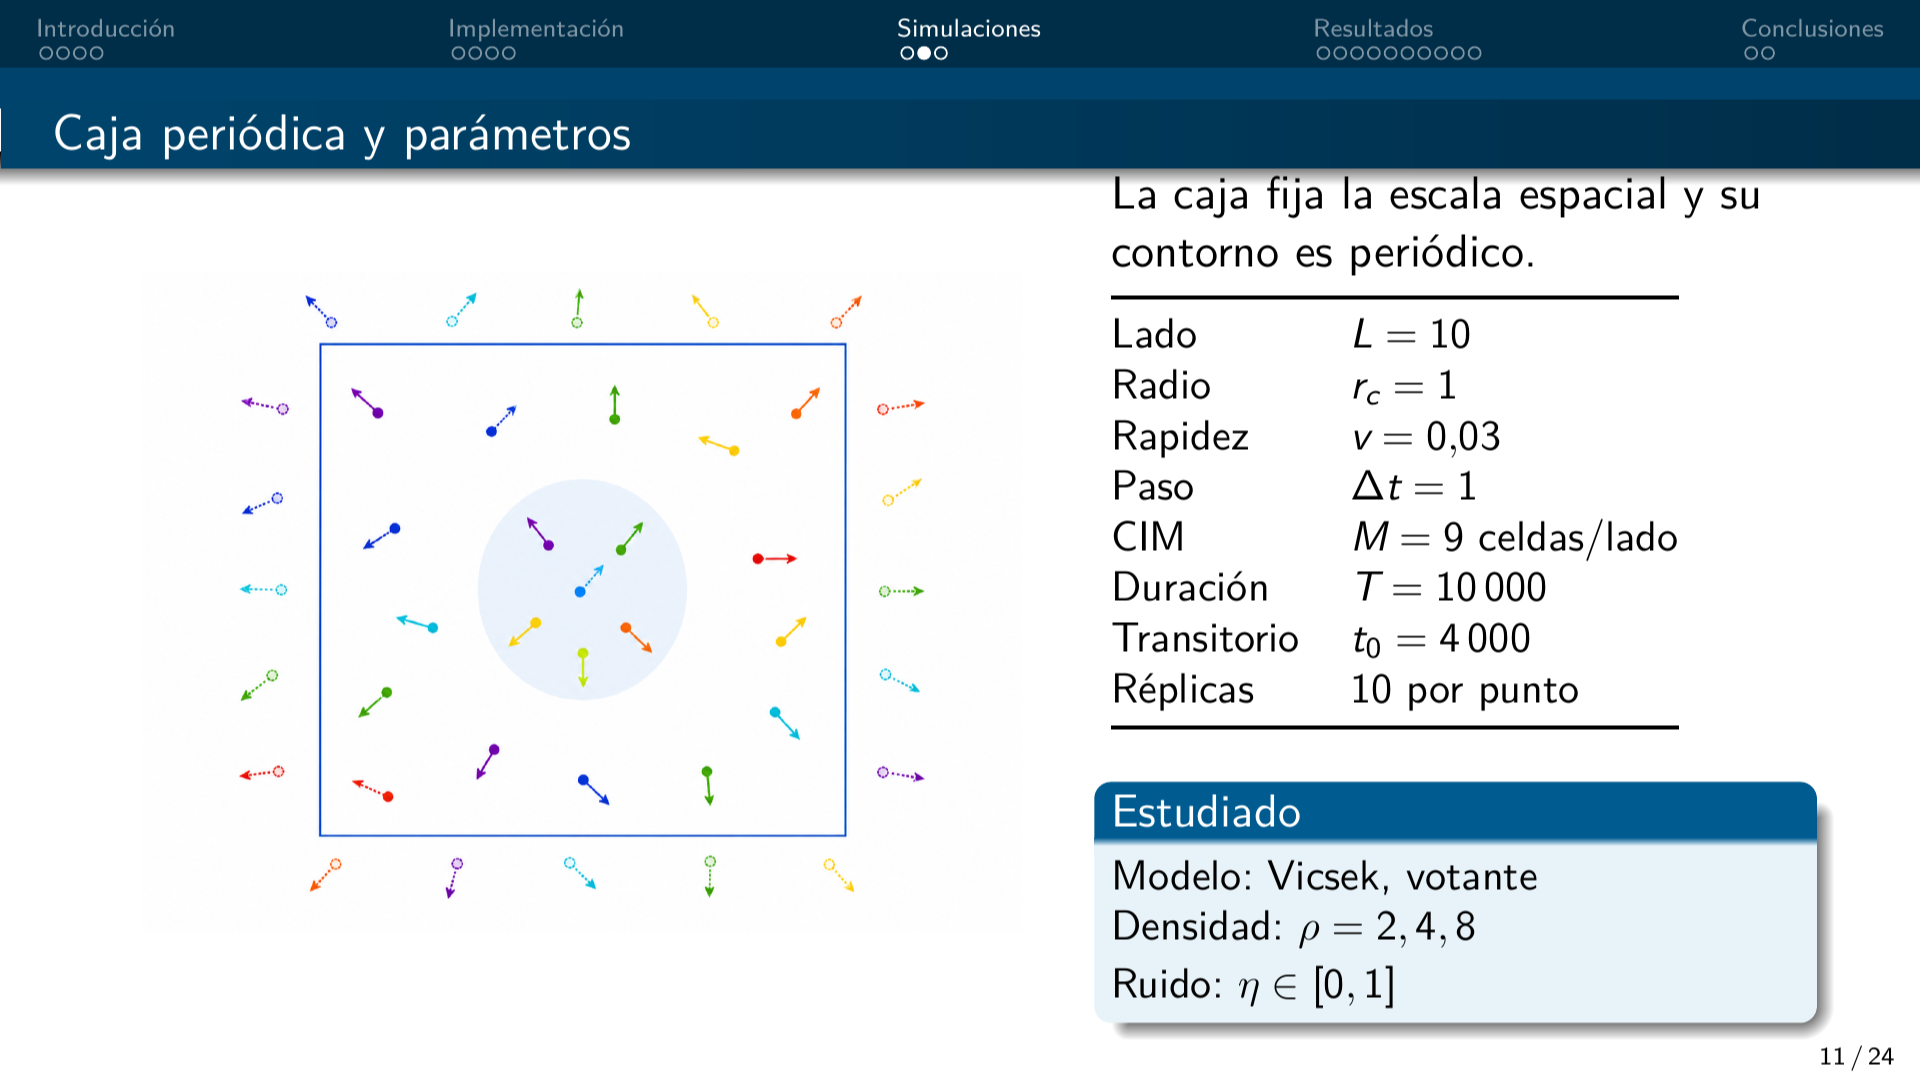 Introducción
Implementación
Simulaciones
Resultados
Conclusiones
Caja periódica y parámetros
La caja fija la escala espacial y su
contorno es periódico.
Lado L = 10
Radio r_c = 1
Rapidez v = 0,03
Paso Δt = 1
CIM M = 9 celdas/lado
Duración T = 10 000
Transitorio t_0 = 4 000
Réplicas 10 por punto
Estudiado
Modelo: Vicsek, votante
Densidad: ρ = 2, 4, 8
Ruido: η ∈ [0, 1]
11 / 24